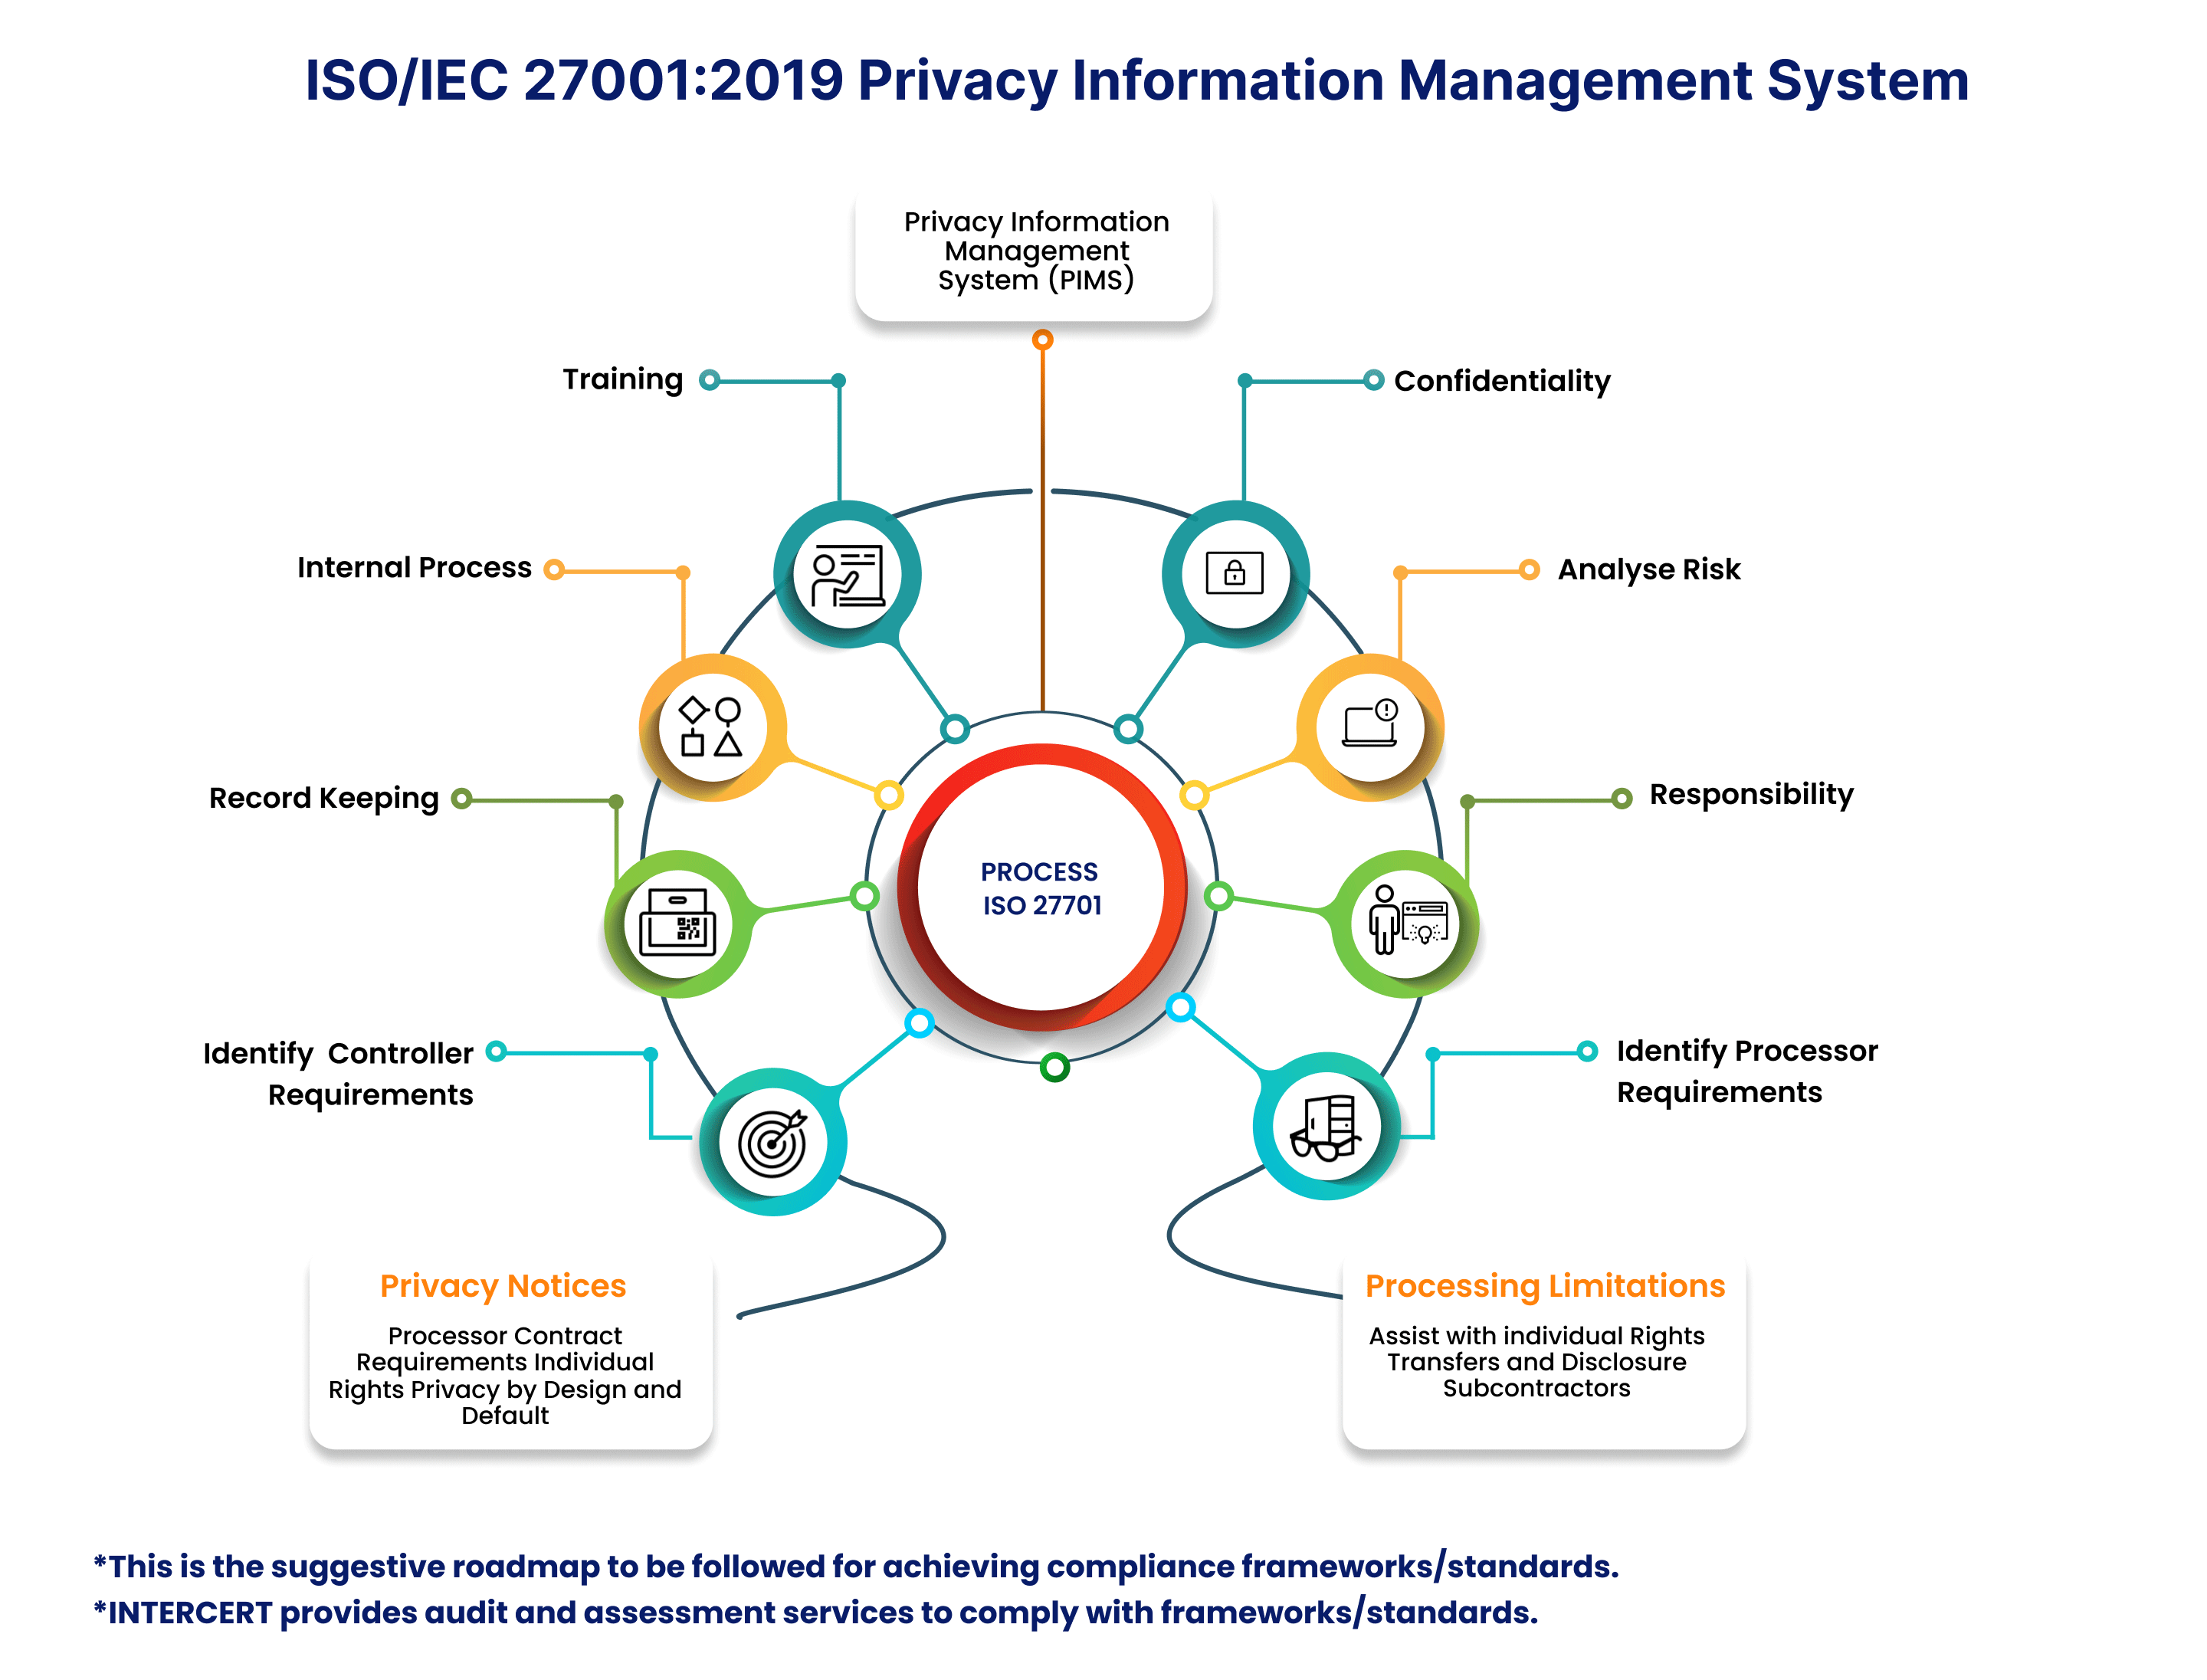 ISO/IEC 27001:2019 Privacy Information Management System
Privacy Information
Management
System (PIMS)
Training
Confidentiality
Internal Process
Analyse Risk
Record Keeping
Responsibility
PROCESS
ISO 27701
Identify Controller
Requirements
Identify Processor
Requirements
Privacy Notices
Processor Contract
Requirements Individual
Rights Privacy by Design and
Default
Processing Limitations
Assist with individual Rights
Transfers and Disclosure
Subcontractors
*This is the suggestive roadmap to be followed for achieving compliance frameworks/standards.
*INTERCERT provides audit and assessment services to comply with frameworks/standards.